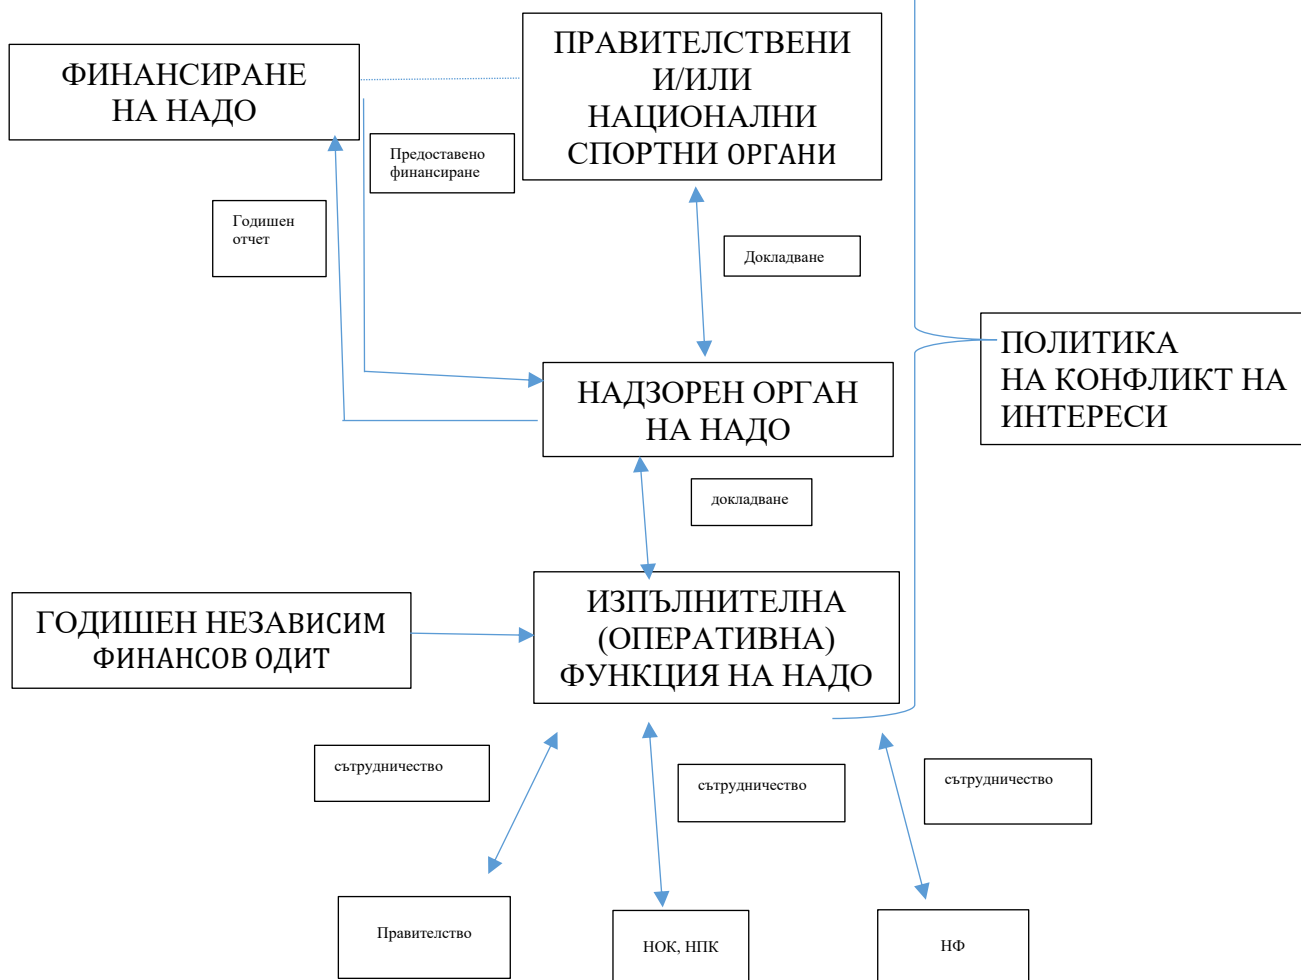 ФИНАНСИРАНЕ
НА НАДО
ПРАВИТЕЛСТВЕНИ
И/ИЛИ
НАЦИОНАЛНИ
СПОРТНИ ОРГАНИ
Предоставено
финансиране
Годишен
отчет
Докладване
ПОЛИТИКА
НА КОНФЛИКТ НА
ИНТЕРЕСИ
НАДЗОРЕН ОРГАН
НА НАДО
докладване
ГОДИШЕН НЕЗАВИСИМ
ФИНАНСОВ ОДИТ
ИЗПЪЛНИТЕЛНА
(ОПЕРАТИВНА)
ФУНКЦИЯ НА НАДО
сътрудничество
сътрудничество
сътрудничество
Правителство
НОК, НПК
НФ